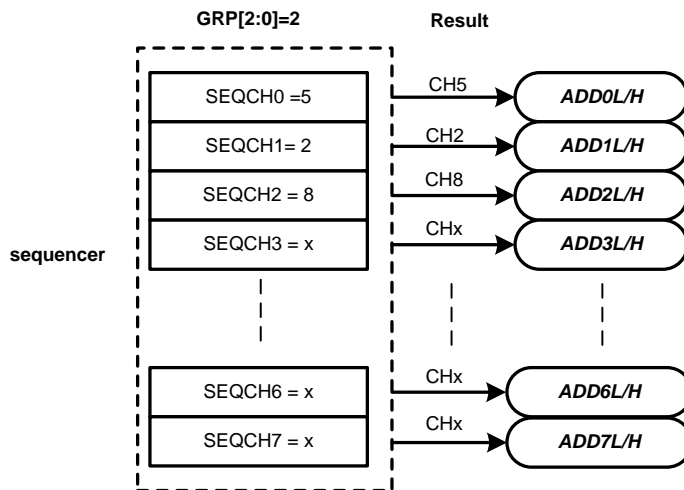 GRP[2:0]=2 Result
SEQCH0 =5 CH5 ADD0L/H
SEQCH1= 2 CH2 ADD1L/H
SEQCH2 = 8 CH8 ADD2L/H
SEQCH3 = x CHx ADD3L/H
sequencer
SEQCH6 = x CHx ADD6L/H
SEQCH7 = x CHx ADD7L/H